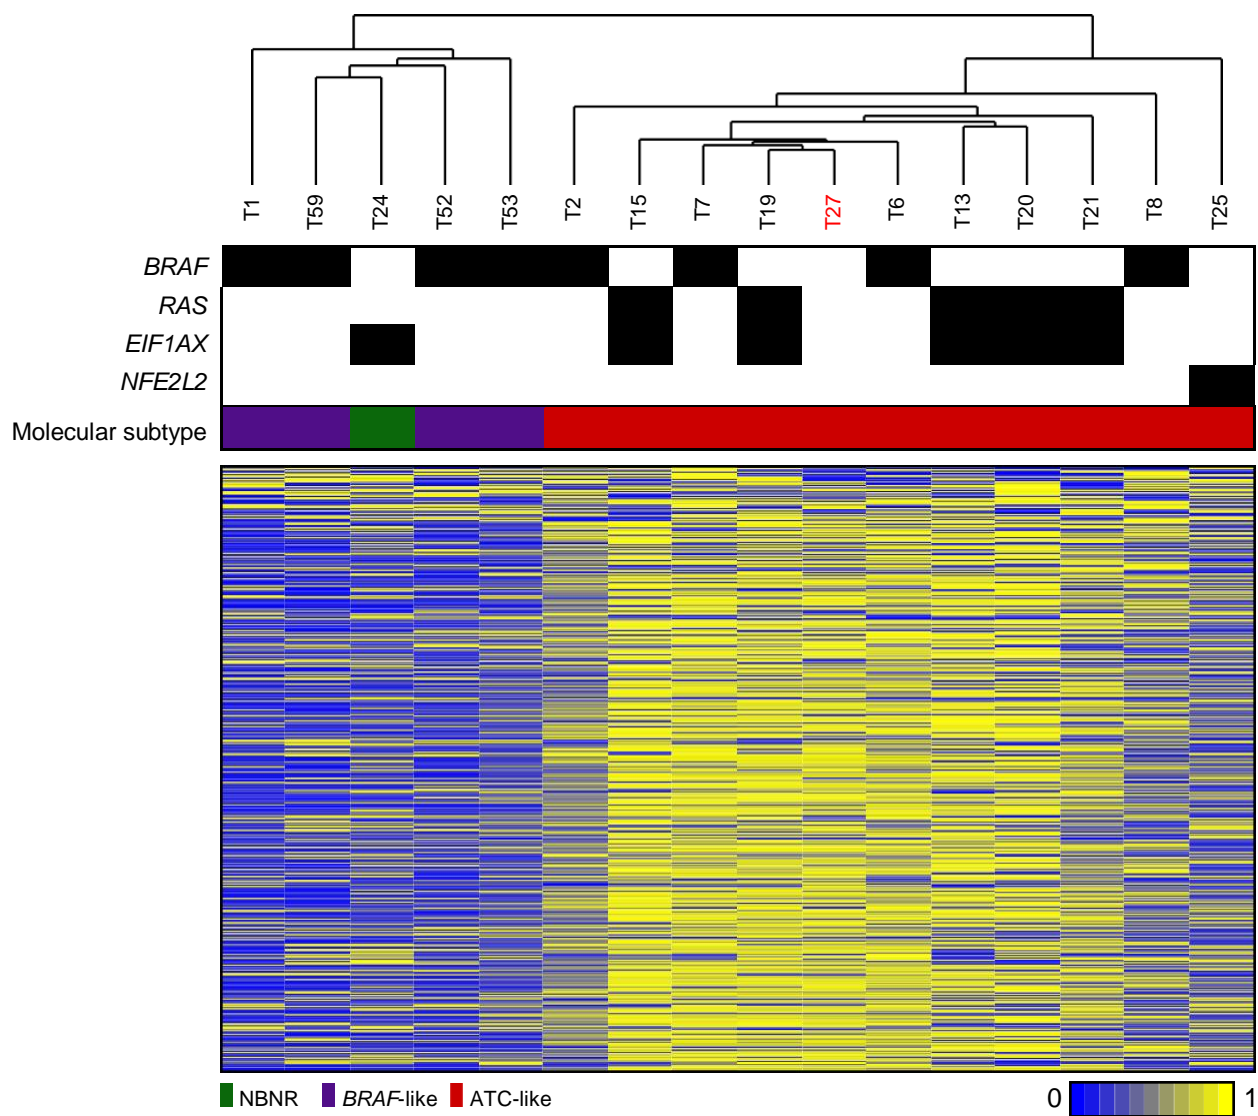 T1 T59 T24 T52 T53 T2 T15 T7 T19 T27 T6 T13 T20 T21 T8 T25
BRAF
RAS
EIF1AX
NFE2L2
Molecular subtype
NBNR BRAF-like ATC-like 0 1